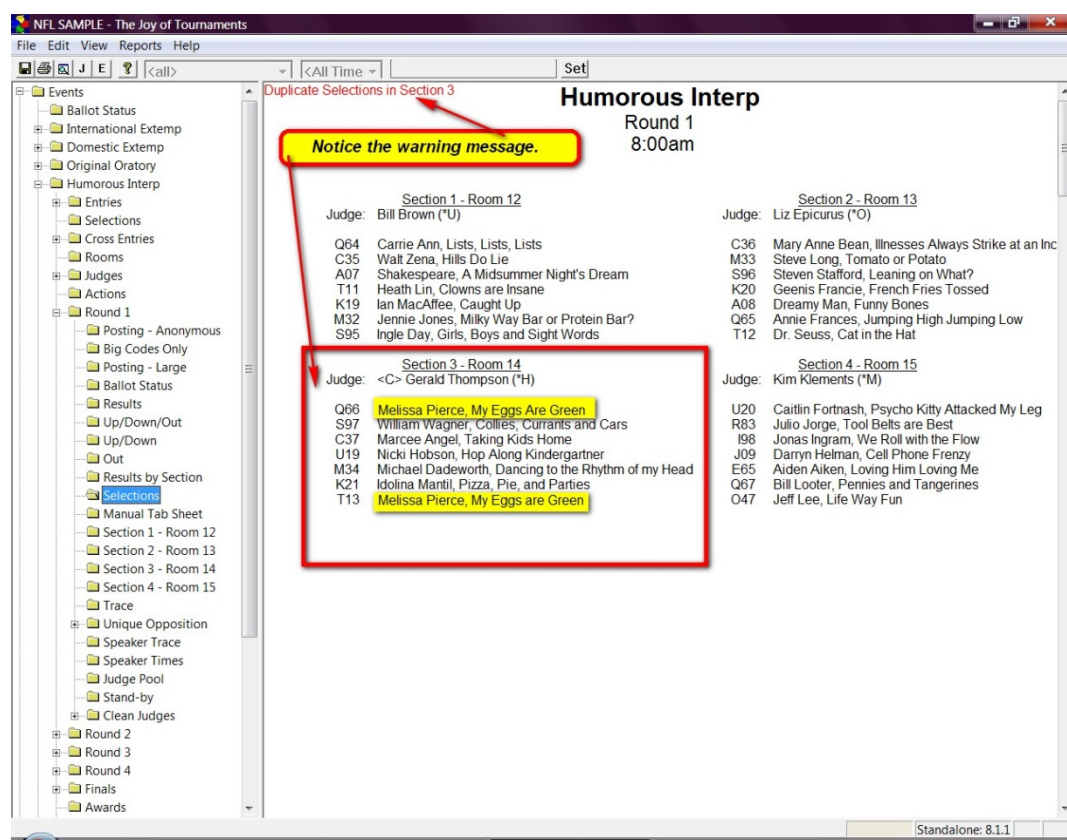 NFL SAMPLE - The Joy of Tournaments
File Edit View Reports Help
J E ? <call> <All Time Set
Events
Ballot Status
International Extemp
Domestic Extemp
Original Oratory
Humorous Interp
Entries
Selections
Cross Entries
Rooms
Judges
Actions
Round 1
Posting - Anonymous
Big Codes Only
Posting - Large
Ballot Status
Results
Up/Down/Out
Up/Down
Out
Results by Section
Selections
Manual Tab Sheet
Section 1 - Room 12
Section 2 - Room 13
Section 3 - Room 14
Section 4 - Room 15
Trace
Unique Opposition
Speaker Trace
Speaker Times
Judge Pool
Stand-by
Clean Judges
Round 2
Round 3
Round 4
Finals
Awards
Duplicate Selections in Section 3
Humorous Interp
Round 1
8:00am
Notice the warning message.
Section 1 - Room 12
Judge: Bill Brown (*U)
Q64 Carrie Ann, Lists, Lists, Lists
C35 Walt Zena, Hills Do Lie
A07 Shakespeare, A Midsummer Night's Dream
T11 Heath Lin, Clowns are Insane
K19 Ian MacAffee, Caught Up
M32 Jennie Jones, Milky Way Bar or Protein Bar?
S95 Ingle Day, Girls, Boys and Sight Words
Section 2 - Room 13
Judge: Liz Epicurus (*O)
C36 Mary Anne Bean, Illnesses Always Strike at an Inc
M33 Steve Long, Tomato or Potato
S96 Steven Stafford, Leaning on What?
K20 Geenis Francie, French Fries Tossed
A08 Dreamy Man, Funny Bones
Q65 Annie Frances, Jumping High Jumping Low
T12 Dr. Seuss, Cat in the Hat
Section 3 - Room 14
Judge: <C> Gerald Thompson (*H)
Q66 Melissa Pierce, My Eggs Are Green
S97 William Wagner, Collies, Currants and Cars
C37 Marcee Angel, Taking Kids Home
U19 Nicki Hobson, Hop Along Kindergartner
M34 Michael Dadeworth, Dancing to the Rhythm of my Head
K21 Idolina Mantil, Pizza, Pie, and Parties
T13 Melissa Pierce, My Eggs are Green
Section 4 - Room 15
Judge: Kim Klements (*M)
U20 Caitlin Fortnash, Psycho Kitty Attacked My Leg
R83 Julio Jorge, Tool Belts are Best
I98 Jonas Ingram, We Roll with the Flow
J09 Darryn Helman, Cell Phone Frenzy
E65 Aiden Aiken, Loving Him Loving Me
Q67 Bill Looter, Pennies and Tangerines
O47 Jeff Lee, Life Way Fun
Standalone: 8.1.1